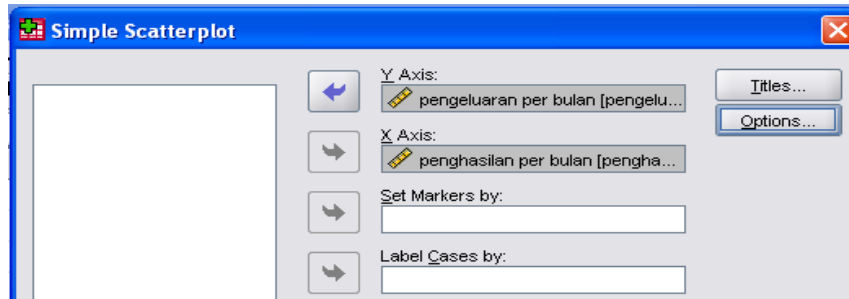 Simple Scatterplot
Y Axis:
pengeluaran per bulan [pengelu...
Titles...
Options...
X Axis:
penghasilan per bulan [pengha...
Set Markers by:
Label Cases by: